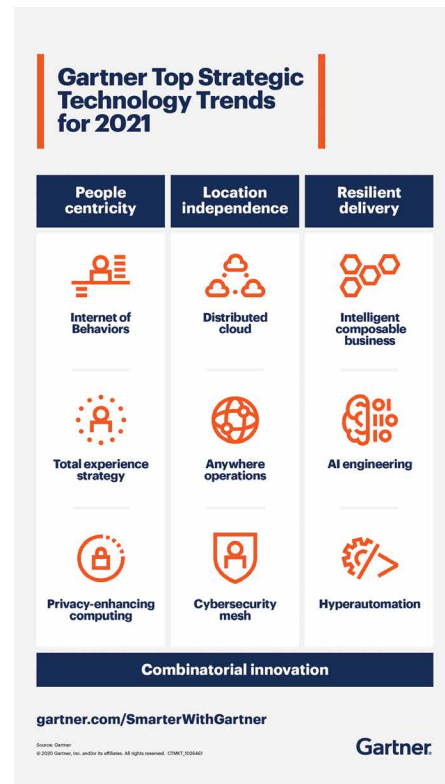 Gartner Top Strategic
Technology Trends
for 2021
People
centricity
Location
independence
Resilient
delivery
Internet of
Behaviors
Distributed
cloud
Intelligent
composable
business
Total experience
strategy
Anywhere
operations
AI engineering
Privacy-enhancing
computing
Cybersecurity
mesh
Hyperautomation
Combinatorial innovation
gartner.com/SmarterWithGartner
Source: Gartner
© 2020 Gartner, Inc. and/or its affiliates. All rights reserved. CTMKT_1026461
Gartner